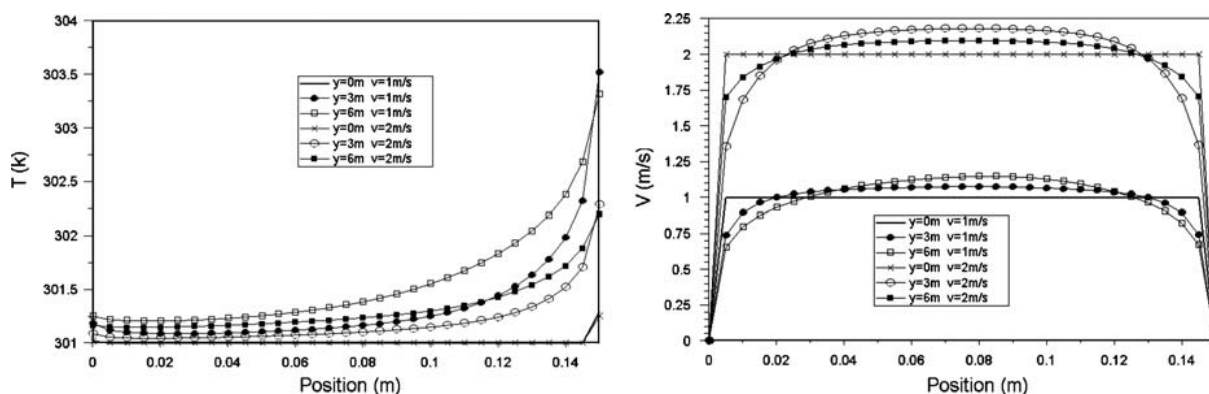 304
303.5
303
302.5
302
301.5
301
T (k)
0
0.02
0.04
0.06
0.08
0.1
0.12
0.14
Position (m)
y=0m v=1m/s
y=3m v=1m/s
y=6m v=1m/s
y=0m v=2m/s
y=3m v=2m/s
y=6m v=2m/s
2.25
2
1.75
1.5
1.25
1
0.75
0.5
0.25
0
V (m/s)
0
0.02
0.04
0.06
0.08
0.1
0.12
0.14
Position (m)
y=0m v=1m/s
y=3m v=1m/s
y=6m v=1m/s
y=0m v=2m/s
y=3m v=2m/s
y=6m v=2m/s